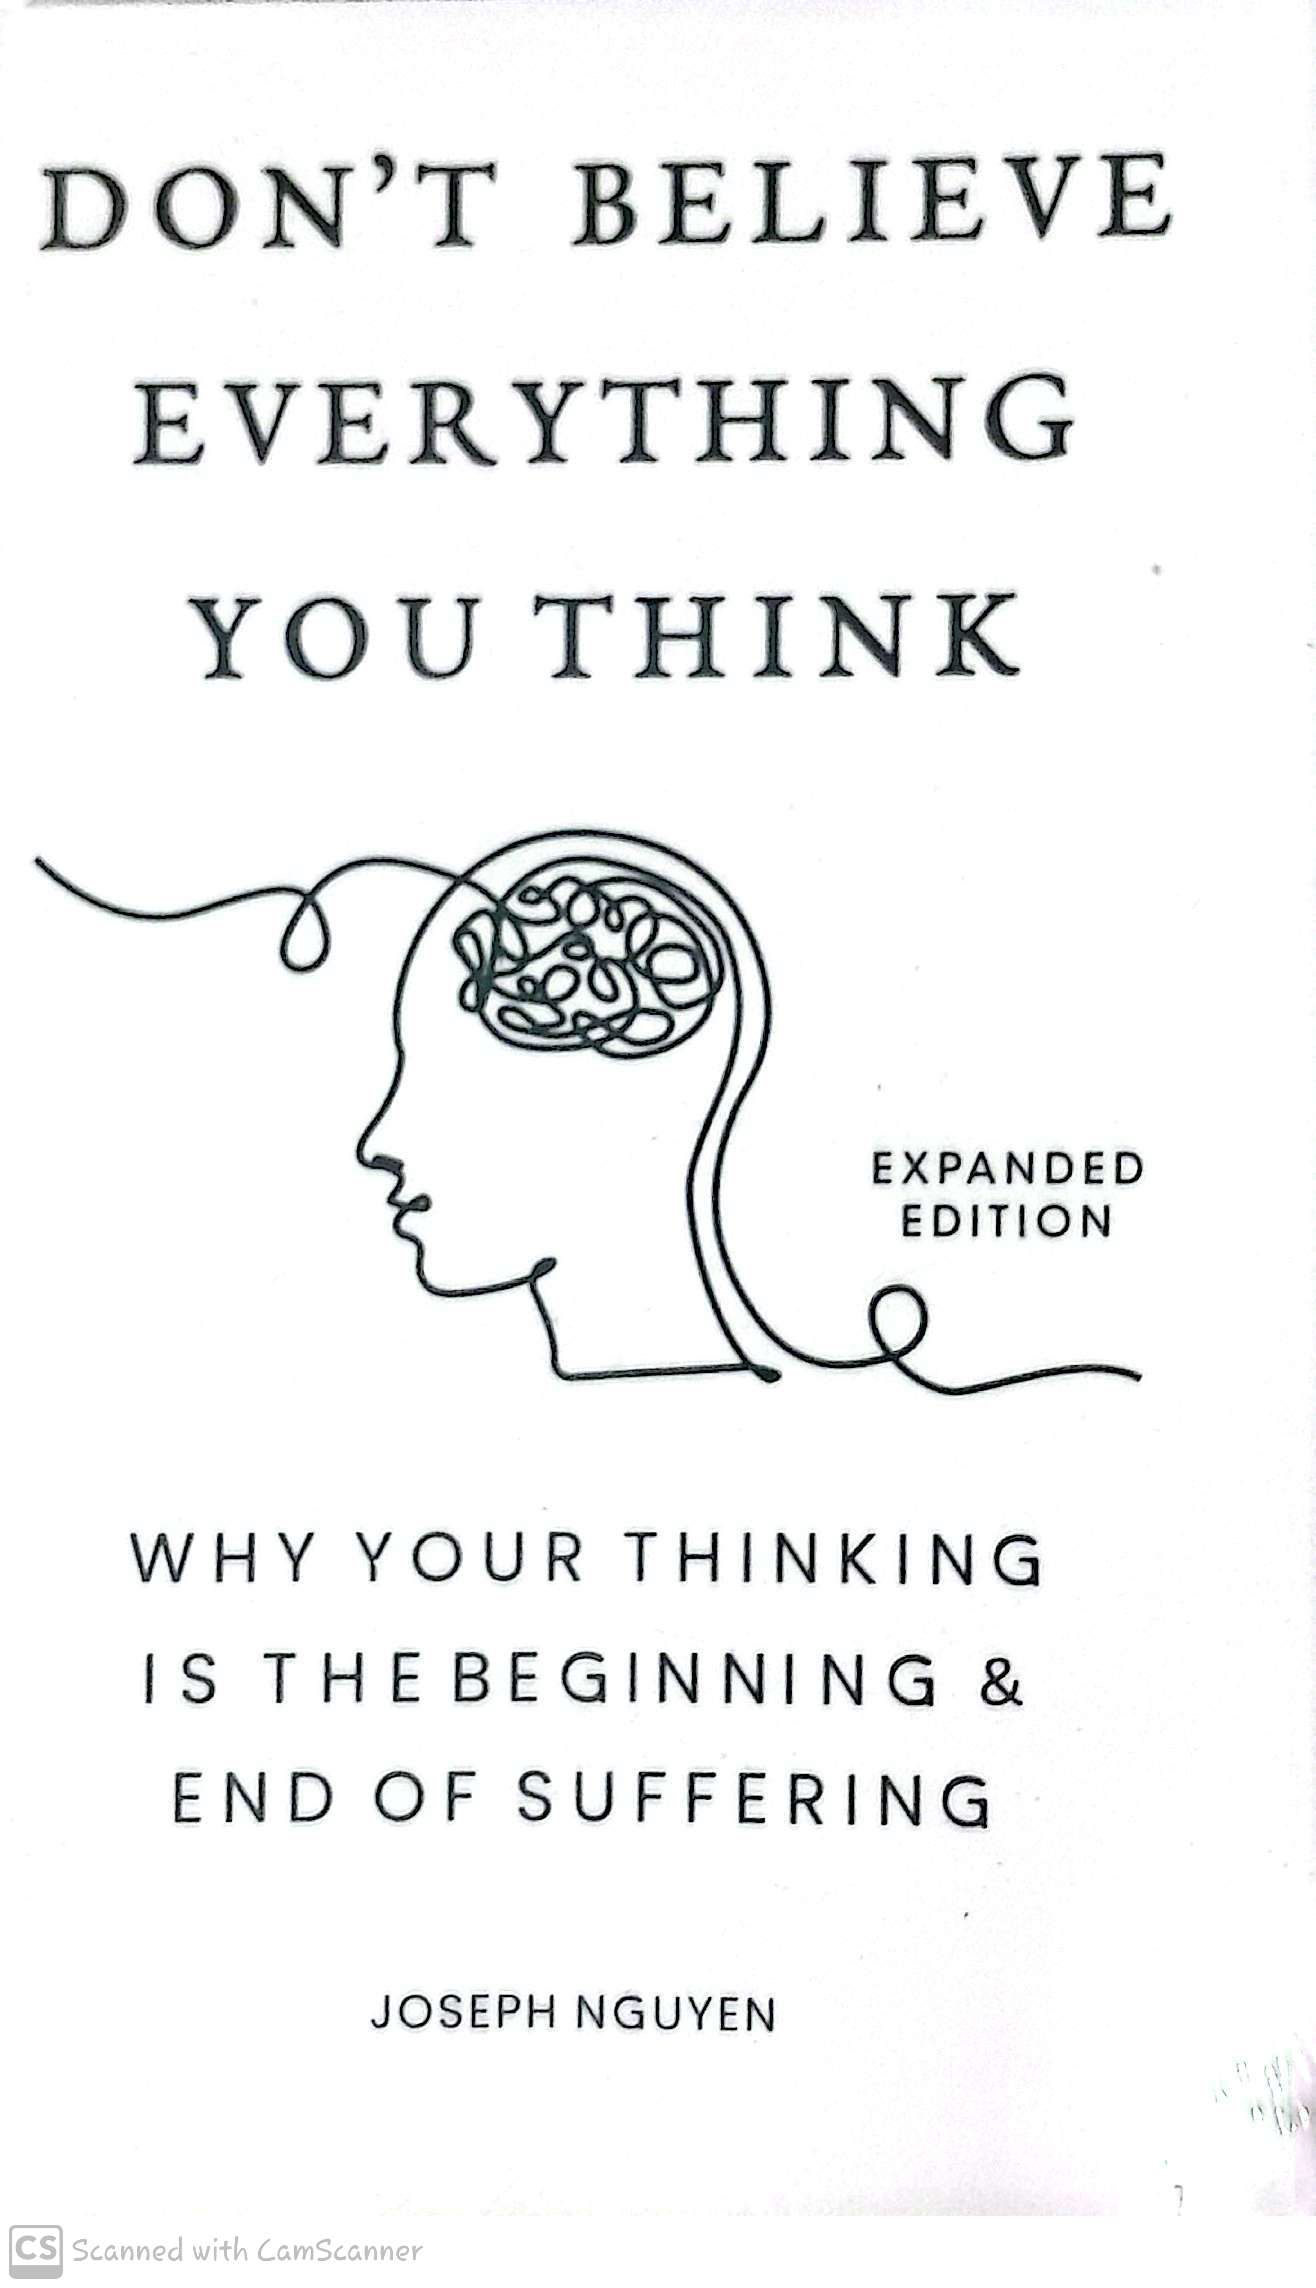 DON'T BELIEVE
EVERYTHING
YOU THINK
EXPANDED
EDITION
WHY YOUR THINKING
IS THE BEGINNING &
END OF SUFFERING
JOSEPH NGUYEN
CS Scanned with CamScanner